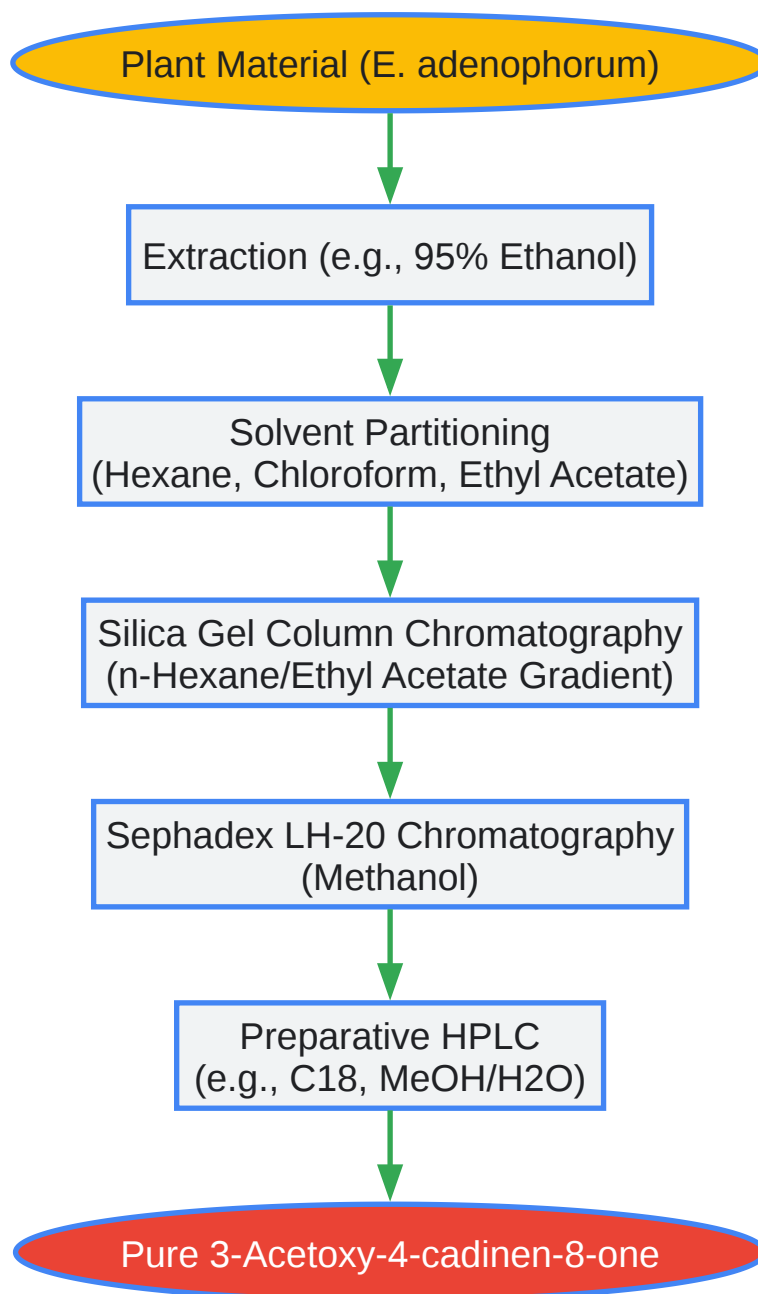 Plant Material (E. adenophorum)
Extraction (e.g., 95% Ethanol)
Solvent Partitioning
(Hexane, Chloroform, Ethyl Acetate)
Silica Gel Column Chromatography
(n-Hexane/Ethyl Acetate Gradient)
Sephadex LH-20 Chromatography
(Methanol)
Preparative HPLC
(e.g., C18, MeOH/H2O)
Pure 3-Acetoxy-4-cadinen-8-one